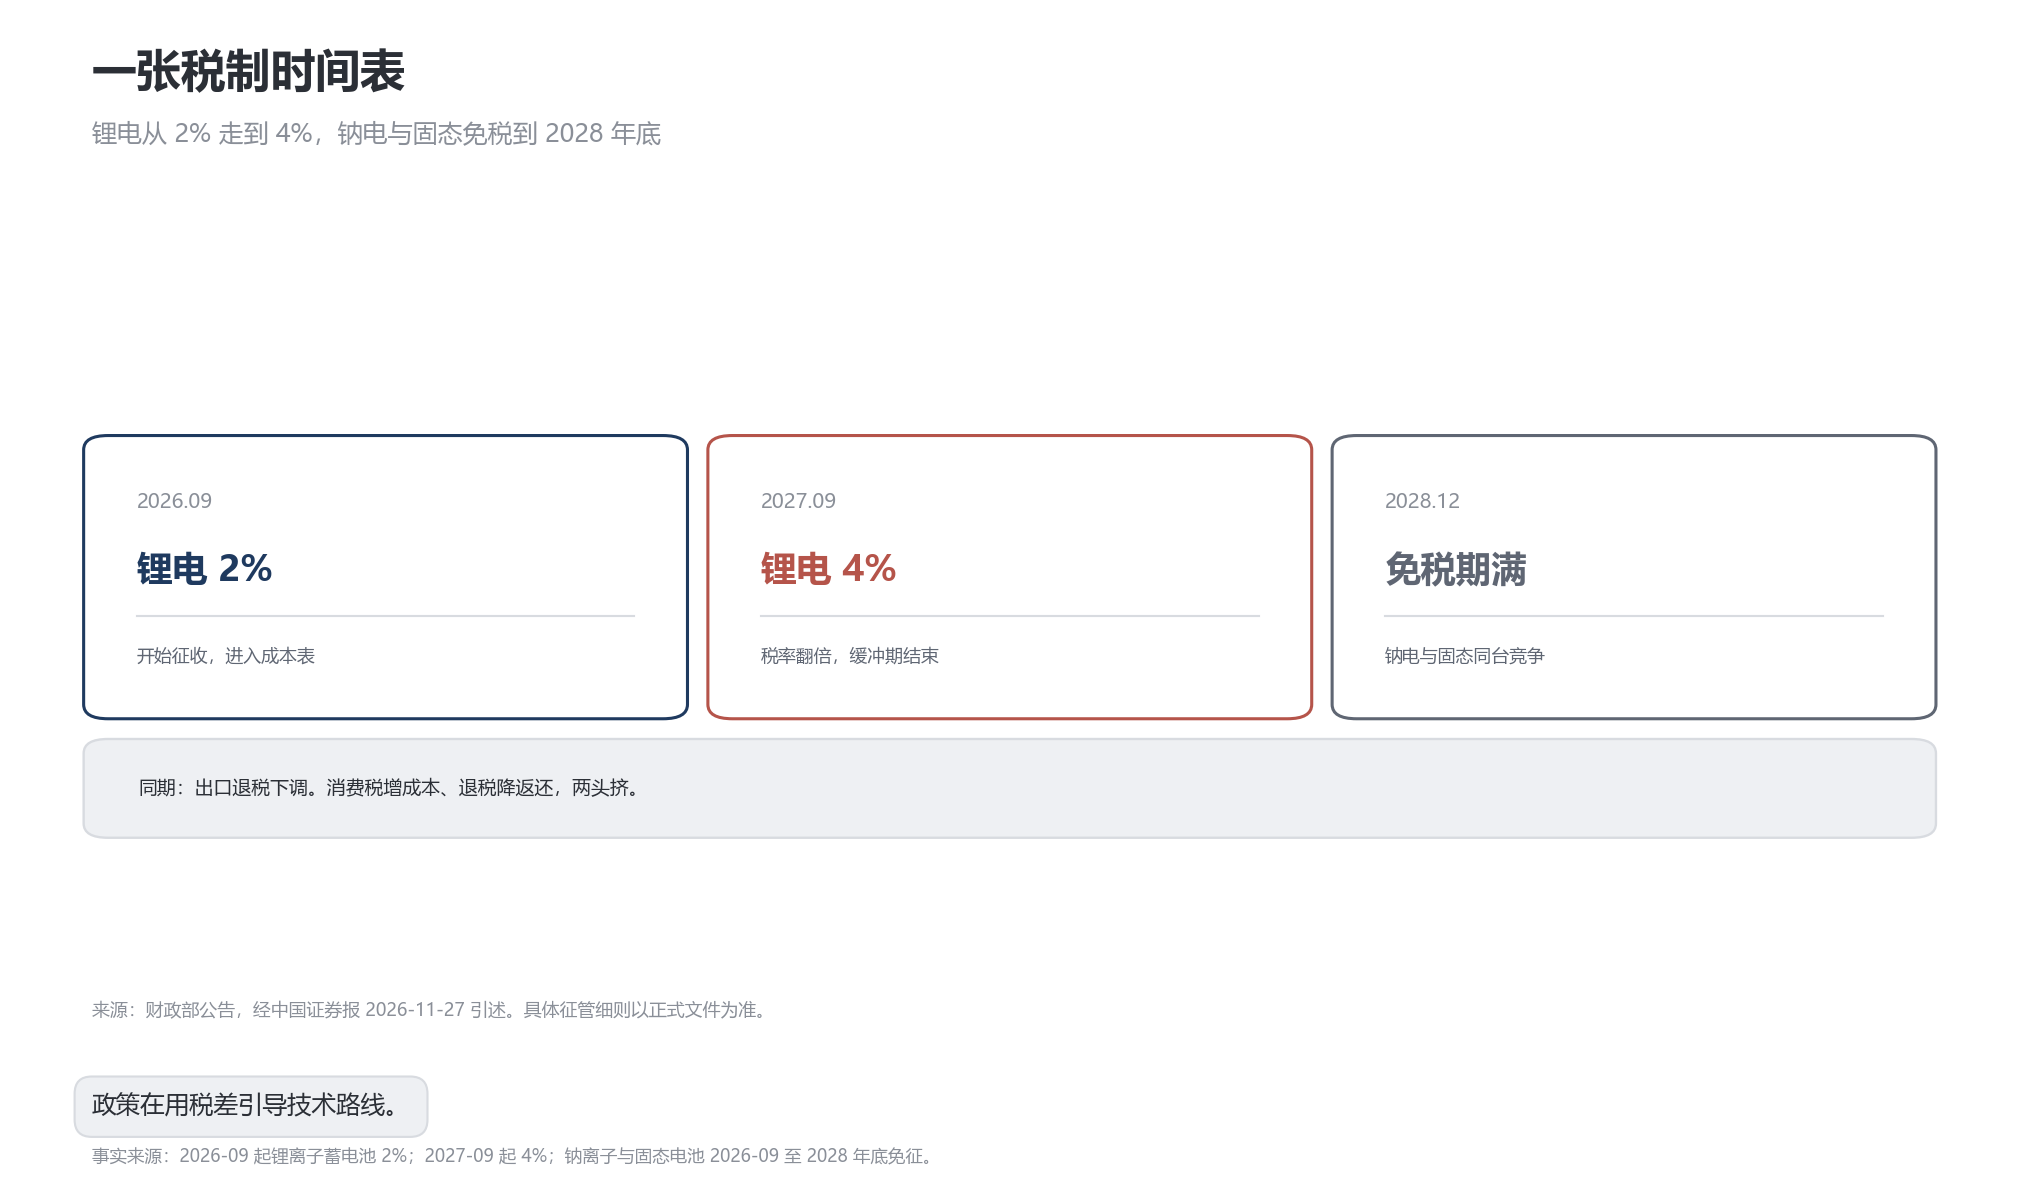 一张税制时间表
锂电从 2% 走到 4%，钠电与固态免税到 2028 年底
2026.09
锂电 2%
开始征收，进入成本表
2027.09
锂电 4%
税率翻倍，缓冲期结束
2028.12
免税期满
钠电与固态同台竞争
同期：出口退税下调。消费税增成本、退税降返还，两头挤。
来源：财政部公告，经中国证券报 2026-11-27 引述。具体征管细则以正式文件为准。
政策在用税差引导技术路线。
事实来源：2026-09 起锂离子蓄电池 2%；2027-09 起 4%；钠离子与固态电池 2026-09 至 2028 年底免征。